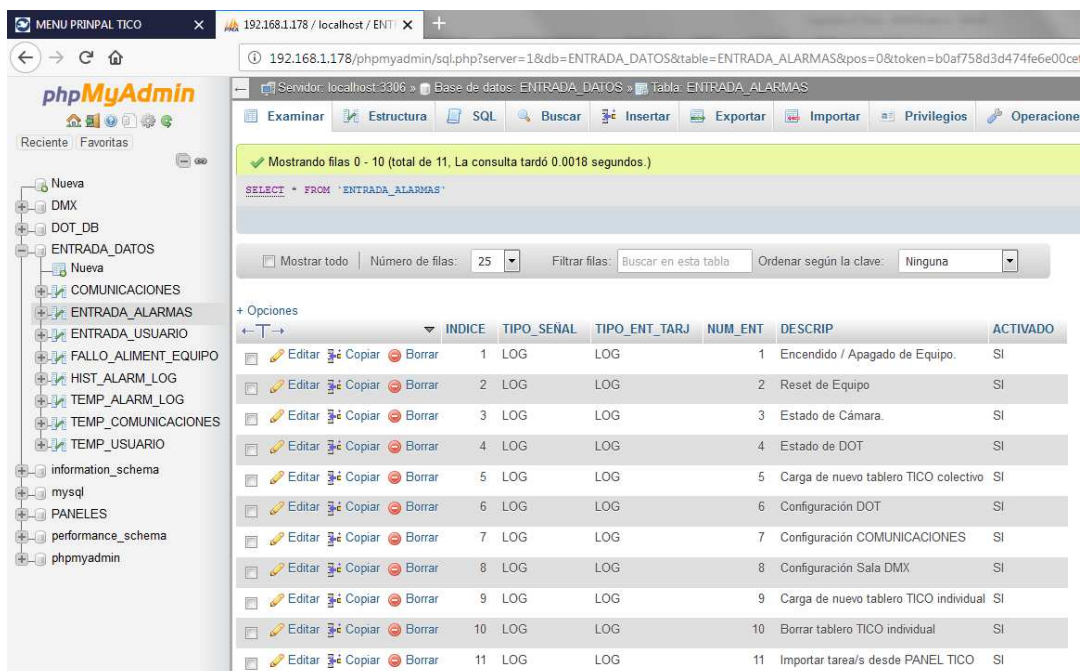 MENU PRINPAL TICO
192.168.1.178 / localhost / ENT
192.168.1.178/phpmyadmin/sql.php?server=1&db=ENTRADA_DATOS&table=ENTRADA_ALARMAS&pos=0&token=b0af758d3d474fe6e00cef
phpMyAdmin
Reciente Favoritas
Nueva
DMX
DOT_DB
ENTRADA_DATOS
Nueva
COMUNICACIONES
ENTRADA_ALARMAS
ENTRADA_USUARIO
FALLO_ALIMENT_EQUIPO
HIST_ALARM_LOG
TEMP_ALARM_LOG
TEMP_COMUNICACIONES
TEMP_USUARIO
information_schema
mysql
PANELES
performance_schema
phpmyadmin
Servidor: localhost:3306 » Base de datos: ENTRADA_DATOS » Tabla: ENTRADA_ALARMAS
Examinar Estructura SQL Buscar Insertar Exportar Importar Privilegios Operacione
Mostrando filas 0 - 10 (total de 11, La consulta tardó 0.0018 segundos.)
SELECT * FROM `ENTRADA_ALARMAS`
Mostrar todo | Número de filas: 25 Filtrar filas: Buscar en esta tabla Ordenar según la clave: Ninguna
+ Opciones
←T→ INDICE TIPO_SEÑAL TIPO_ENT_TARJ NUM_ENT DESCRIP ACTIVADO
Editar Copiar Borrar 1 LOG LOG 1 Encendido / Apagado de Equipo. SI
Editar Copiar Borrar 2 LOG LOG 2 Reset de Equipo SI
Editar Copiar Borrar 3 LOG LOG 3 Estado de Cámara. SI
Editar Copiar Borrar 4 LOG LOG 4 Estado de DOT SI
Editar Copiar Borrar 5 LOG LOG 5 Carga de nuevo tablero TICO colectivo SI
Editar Copiar Borrar 6 LOG LOG 6 Configuración DOT SI
Editar Copiar Borrar 7 LOG LOG 7 Configuración COMUNICACIONES SI
Editar Copiar Borrar 8 LOG LOG 8 Configuración Sala DMX SI
Editar Copiar Borrar 9 LOG LOG 9 Carga de nuevo tablero TICO individual SI
Editar Copiar Borrar 10 LOG LOG 10 Borrar tablero TICO individual SI
Editar Copiar Borrar 11 LOG LOG 11 Importar tarea/s desde PANEL TICO SI